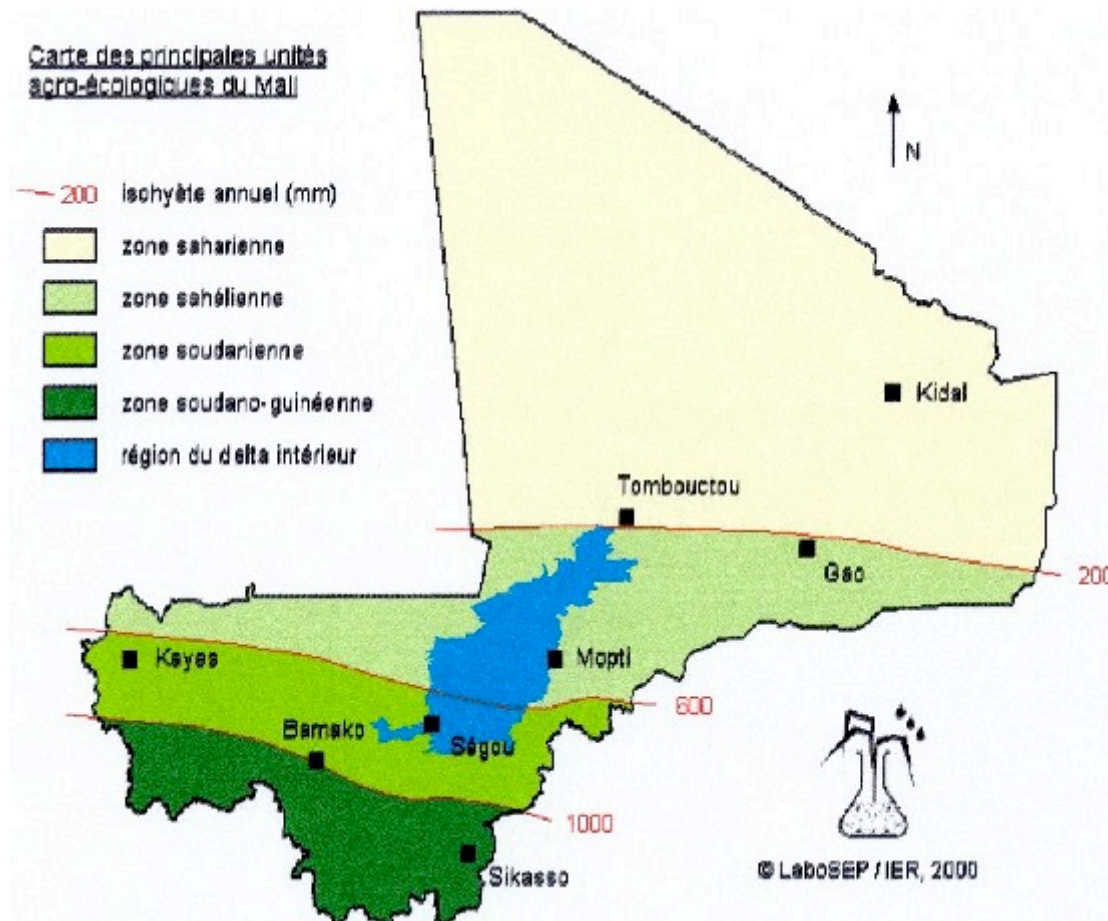 Carte des principales unités
agro-écologiques du Mali
N
200 isohyète annuel (mm)
zone saharienne
zone sahélienne
zone soudanienne
zone soudano-guinéenne
région du delta intérieur
Kidal
Tombouctou
Gao
200
Kayes
Mopti
600
Bamako
Ségou
1000
Sikasso
© LaboSEP / IER, 2000